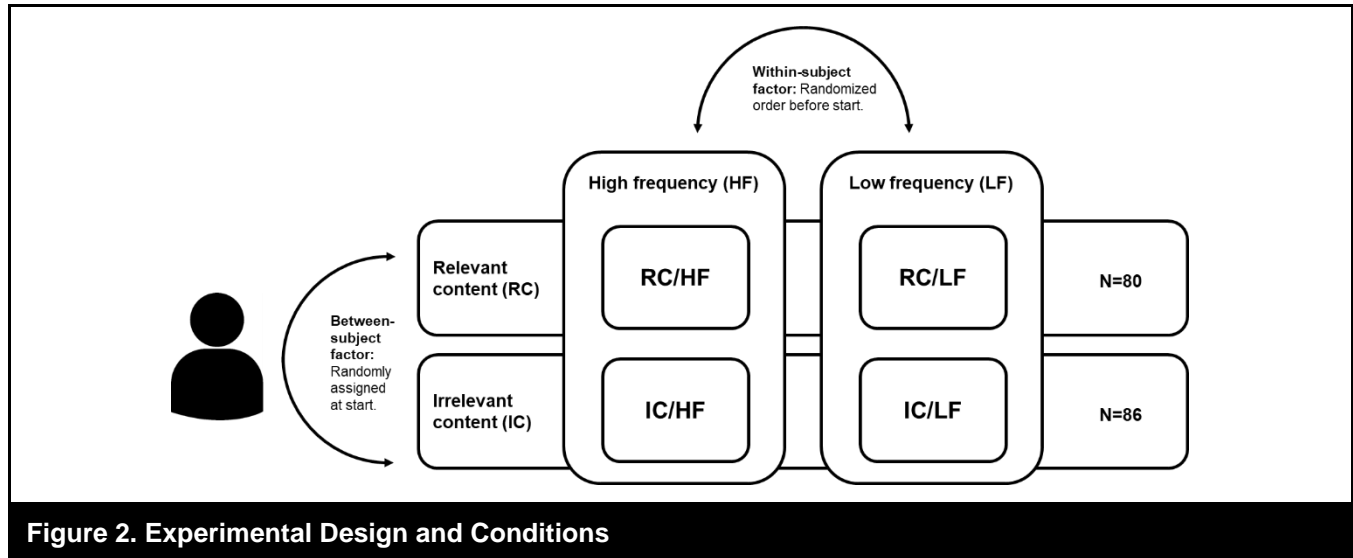 Within-subject
factor: Randomized
order before start.
High frequency (HF)
Low frequency (LF)
Between-
subject
factor:
Randomly
assigned
at start.
Relevant
content (RC)
RC/HF
RC/LF
N=80
Irrelevant
content (IC)
IC/HF
IC/LF
N=86
Figure 2. Experimental Design and Conditions